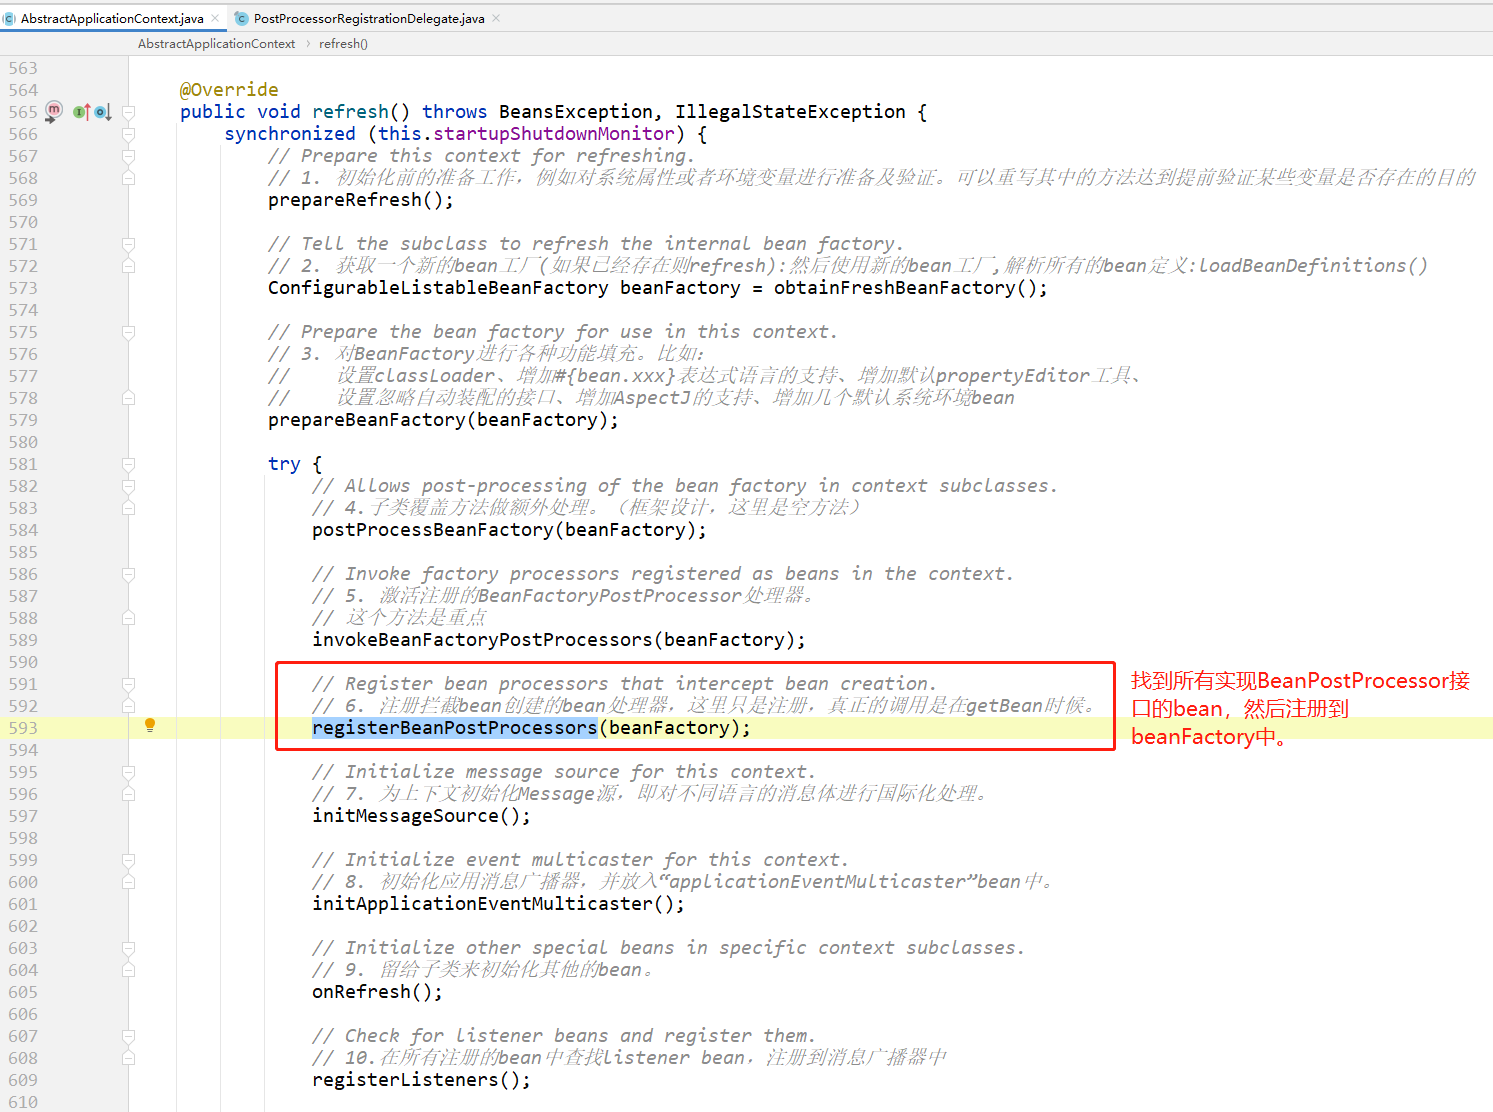 AbstractApplicationContext.java × PostProcessorRegistrationDelegate.java ×
AbstractApplicationContext › refresh()
563
564 @Override
565 public void refresh() throws BeansException, IllegalStateException {
566 synchronized (this.startupShutdownMonitor) {
567 // Prepare this context for refreshing.
568 // 1. 初始化前的准备工作，例如对系统属性或者环境变量进行准备及验证。可以重写其中的方法达到提前验证某些变量是否存在的目的
569 prepareRefresh();
570
571 // Tell the subclass to refresh the internal bean factory.
572 // 2. 获取一个新的bean工厂(如果已经存在则refresh):然后使用新的bean工厂,解析所有的bean定义:loadBeanDefinitions()
573 ConfigurableListableBeanFactory beanFactory = obtainFreshBeanFactory();
574
575 // Prepare the bean factory for use in this context.
576 // 3. 对BeanFactory进行各种功能填充。比如：
577 // 设置classLoader、增加#{bean.xxx}表达式语言的支持、增加默认propertyEditor工具、
578 // 设置忽略自动装配的接口、增加AspectJ的支持、增加几个默认系统环境bean
579 prepareBeanFactory(beanFactory);
580
581 try {
582 // Allows post-processing of the bean factory in context subclasses.
583 // 4.子类覆盖方法做额外处理。（框架设计，这里是空方法）
584 postProcessBeanFactory(beanFactory);
585
586 // Invoke factory processors registered as beans in the context.
587 // 5. 激活注册的BeanFactoryPostProcessor处理器。
588 // 这个方法是重点
589 invokeBeanFactoryPostProcessors(beanFactory);
590
591 // Register bean processors that intercept bean creation.
592 // 6. 注册拦截bean创建的bean处理器，这里只是注册，真正的调用是在getBean时候。
593 registerBeanPostProcessors(beanFactory);
找到所有实现BeanPostProcessor接
口的bean，然后注册到
beanFactory中。
594
595 // Initialize message source for this context.
596 // 7. 为上下文初始化Message源，即对不同语言的消息体进行国际化处理。
597 initMessageSource();
598
599 // Initialize event multicaster for this context.
600 // 8. 初始化应用消息广播器，并放入“applicationEventMulticaster”bean中。
601 initApplicationEventMulticaster();
602
603 // Initialize other special beans in specific context subclasses.
604 // 9. 留给子类来初始化其他的bean。
605 onRefresh();
606
607 // Check for listener beans and register them.
608 // 10.在所有注册的bean中查找listener bean，注册到消息广播器中
609 registerListeners();
610